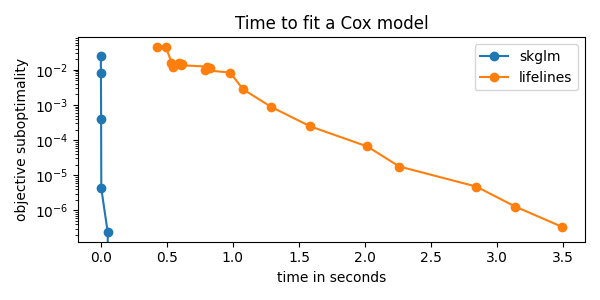 Time to fit a Cox model
objective suboptimality
10⁻²
10⁻³
10⁻⁴
10⁻⁵
10⁻⁶
skglm
lifelines
0.0 0.5 1.0 1.5 2.0 2.5 3.0 3.5
time in seconds